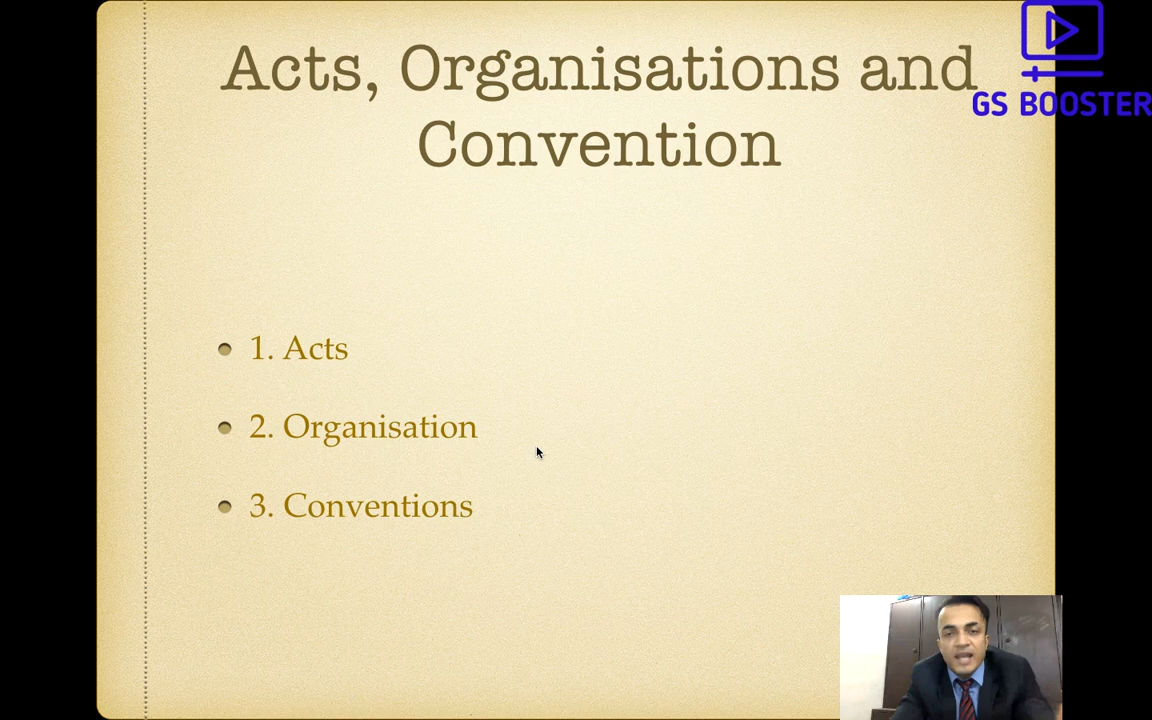 Acts, Organisations and
Convention
GS BOOSTER
1. Acts
2. Organisation
3. Conventions